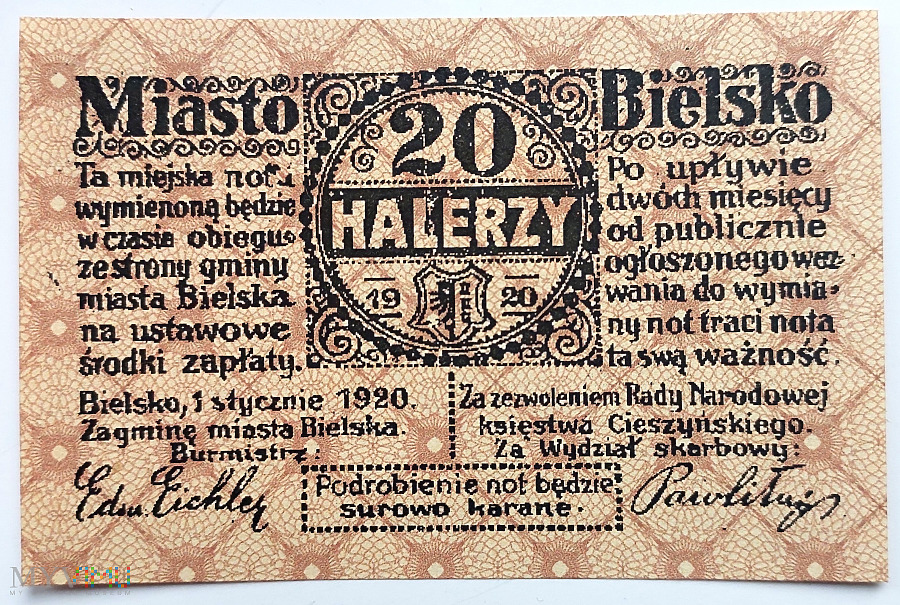 Miasto
20
HALERZY
19 20
Bielsko
Ta miejska nota
wymienoną będzie
w czasie obiegu
ze strony gminy
miasta Bielska
na ustawowe
środki zapłaty.
Po upływie
dwóch miesięcy
od publicznie
ogłoszonego wez-
wania do wymia-
ny not traci nota
ta swą ważność.
Bielsko, 1 stycznie 1920.
Za gminę miasta Bielska.
Burmistrz:
Edm. Eichler
Za zezwoleniem Rady Narodowej
księstwa Cieszyńskiego.
Za Wydział skarbowy:
Podrobienie not będzie
surowo karane.